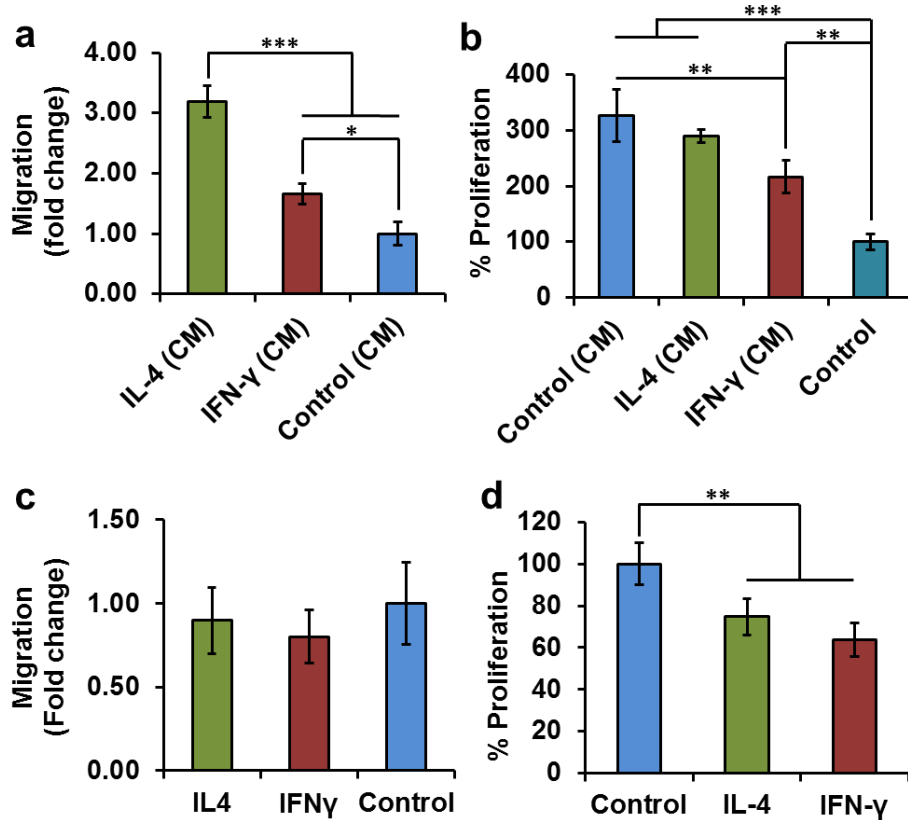 a
Migration
(fold change)
4.00
3.00
2.00
1.00
0.00
***
*
IL-4 (CM)
IFN-γ (CM)
Control (CM)
b
% Proliferation
400
300
200
100
0
***
**
**
Control (CM)
IL-4 (CM)
IFN-γ (CM)
Control
c
Migration
(Fold change)
1.50
1.00
0.50
0.00
IL4
IFNγ
Control
d
% Proliferation
120
100
80
60
40
20
0
**
Control
IL-4
IFN-γ